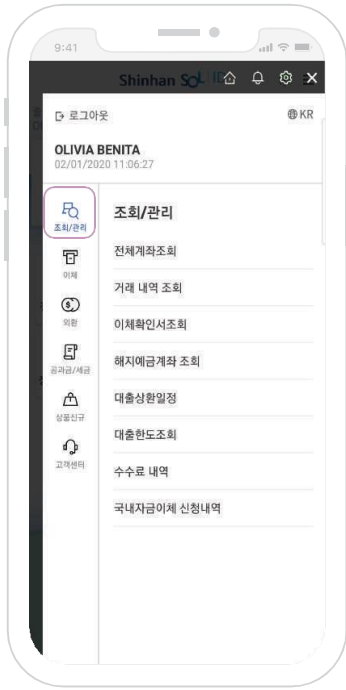 9:41
Shinhan SOL
로그아웃
KR
OLIVIA BENITA
02/01/2020 11:06:27
조회/관리
이체
외환
공과금/세금
상품신규
고객센터
조회/관리
전체계좌조회
거래 내역 조회
이체확인서조회
해지예금계좌 조회
대출상환일정
대출한도조회
수수료 내역
국내자금이체 신청내역